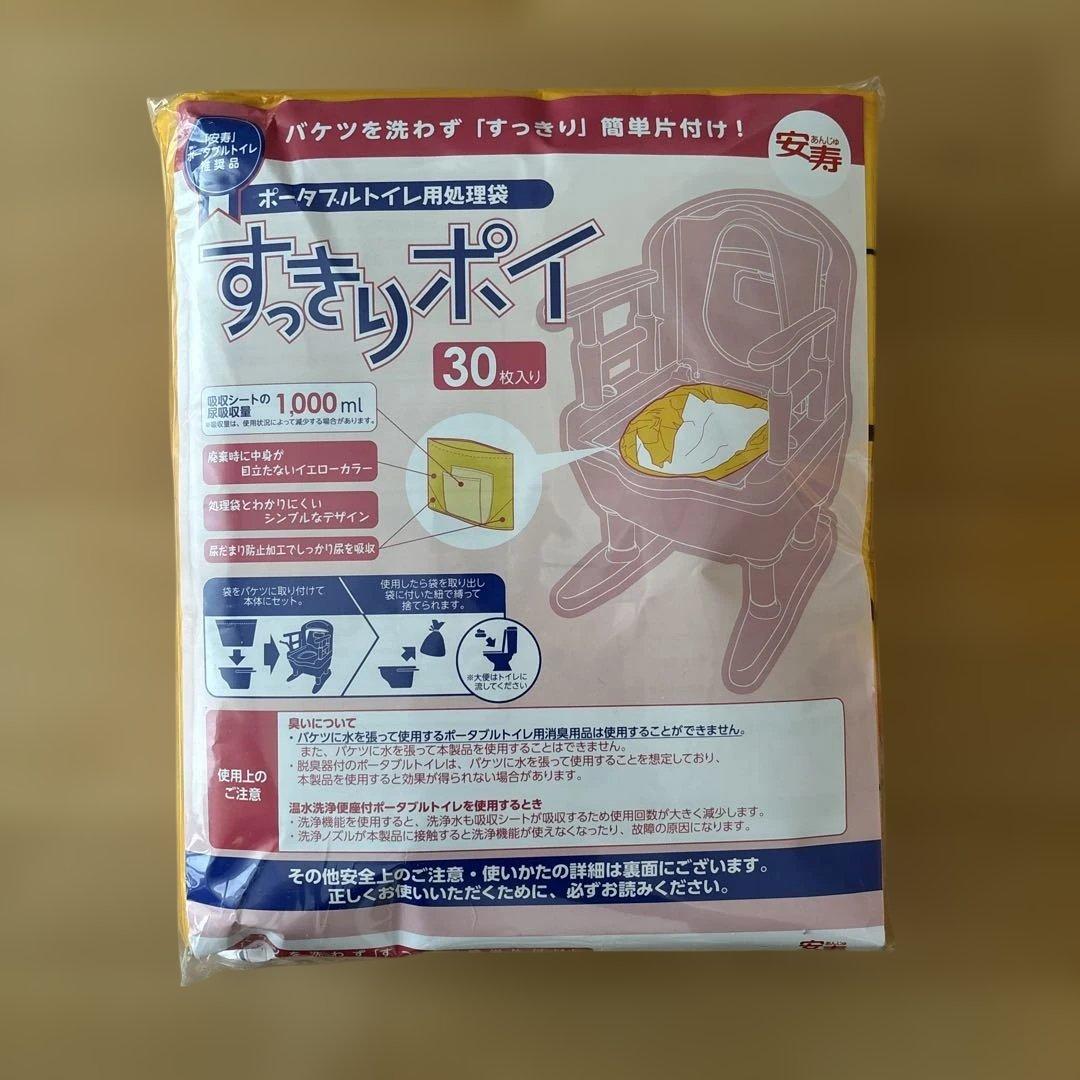 バケツを洗わず「すっきり」簡単片付け！
「安寿」
ポータブルトイレ
推奨品
あんじゅ
安寿
ポータブルトイレ用処理袋
すっきりポイ
30枚入り
吸収シートの
尿吸収量 1,000ml
※吸収量は、使用状況によって減少する場合があります。
廃棄時に中身が
目立たないイエローカラー
処理袋とわかりにくい
シンプルなデザイン
尿だまり防止加工でしっかり尿を吸収
袋をバケツに取り付けて
本体にセット。
使用したら袋を取り出し
袋に付いた紐で縛って
捨てられます。
※大便はトイレに
流してください
使用上の
ご注意
臭いについて
・バケツに水を張って使用するポータブルトイレ用消臭用品は使用することができません。
また、バケツに水を張って本製品を使用することはできません。
・脱臭器付のポータブルトイレは、バケツに水を張って使用することを想定しており、
本製品を使用すると効果が得られない場合があります。
温水洗浄便座付ポータブルトイレを使用するとき
・洗浄機能を使用すると、洗浄水も吸収シートが吸収するため使用回数が大きく減少します。
・洗浄ノズルが本製品に接触すると洗浄機能が使えなくなったり、故障の原因になります。
その他安全上のご注意・使いかたの詳細は裏面にございます。
正しくお使いいただくために、必ずお読みください。
を洗わず「す
あんじゅ
安寿